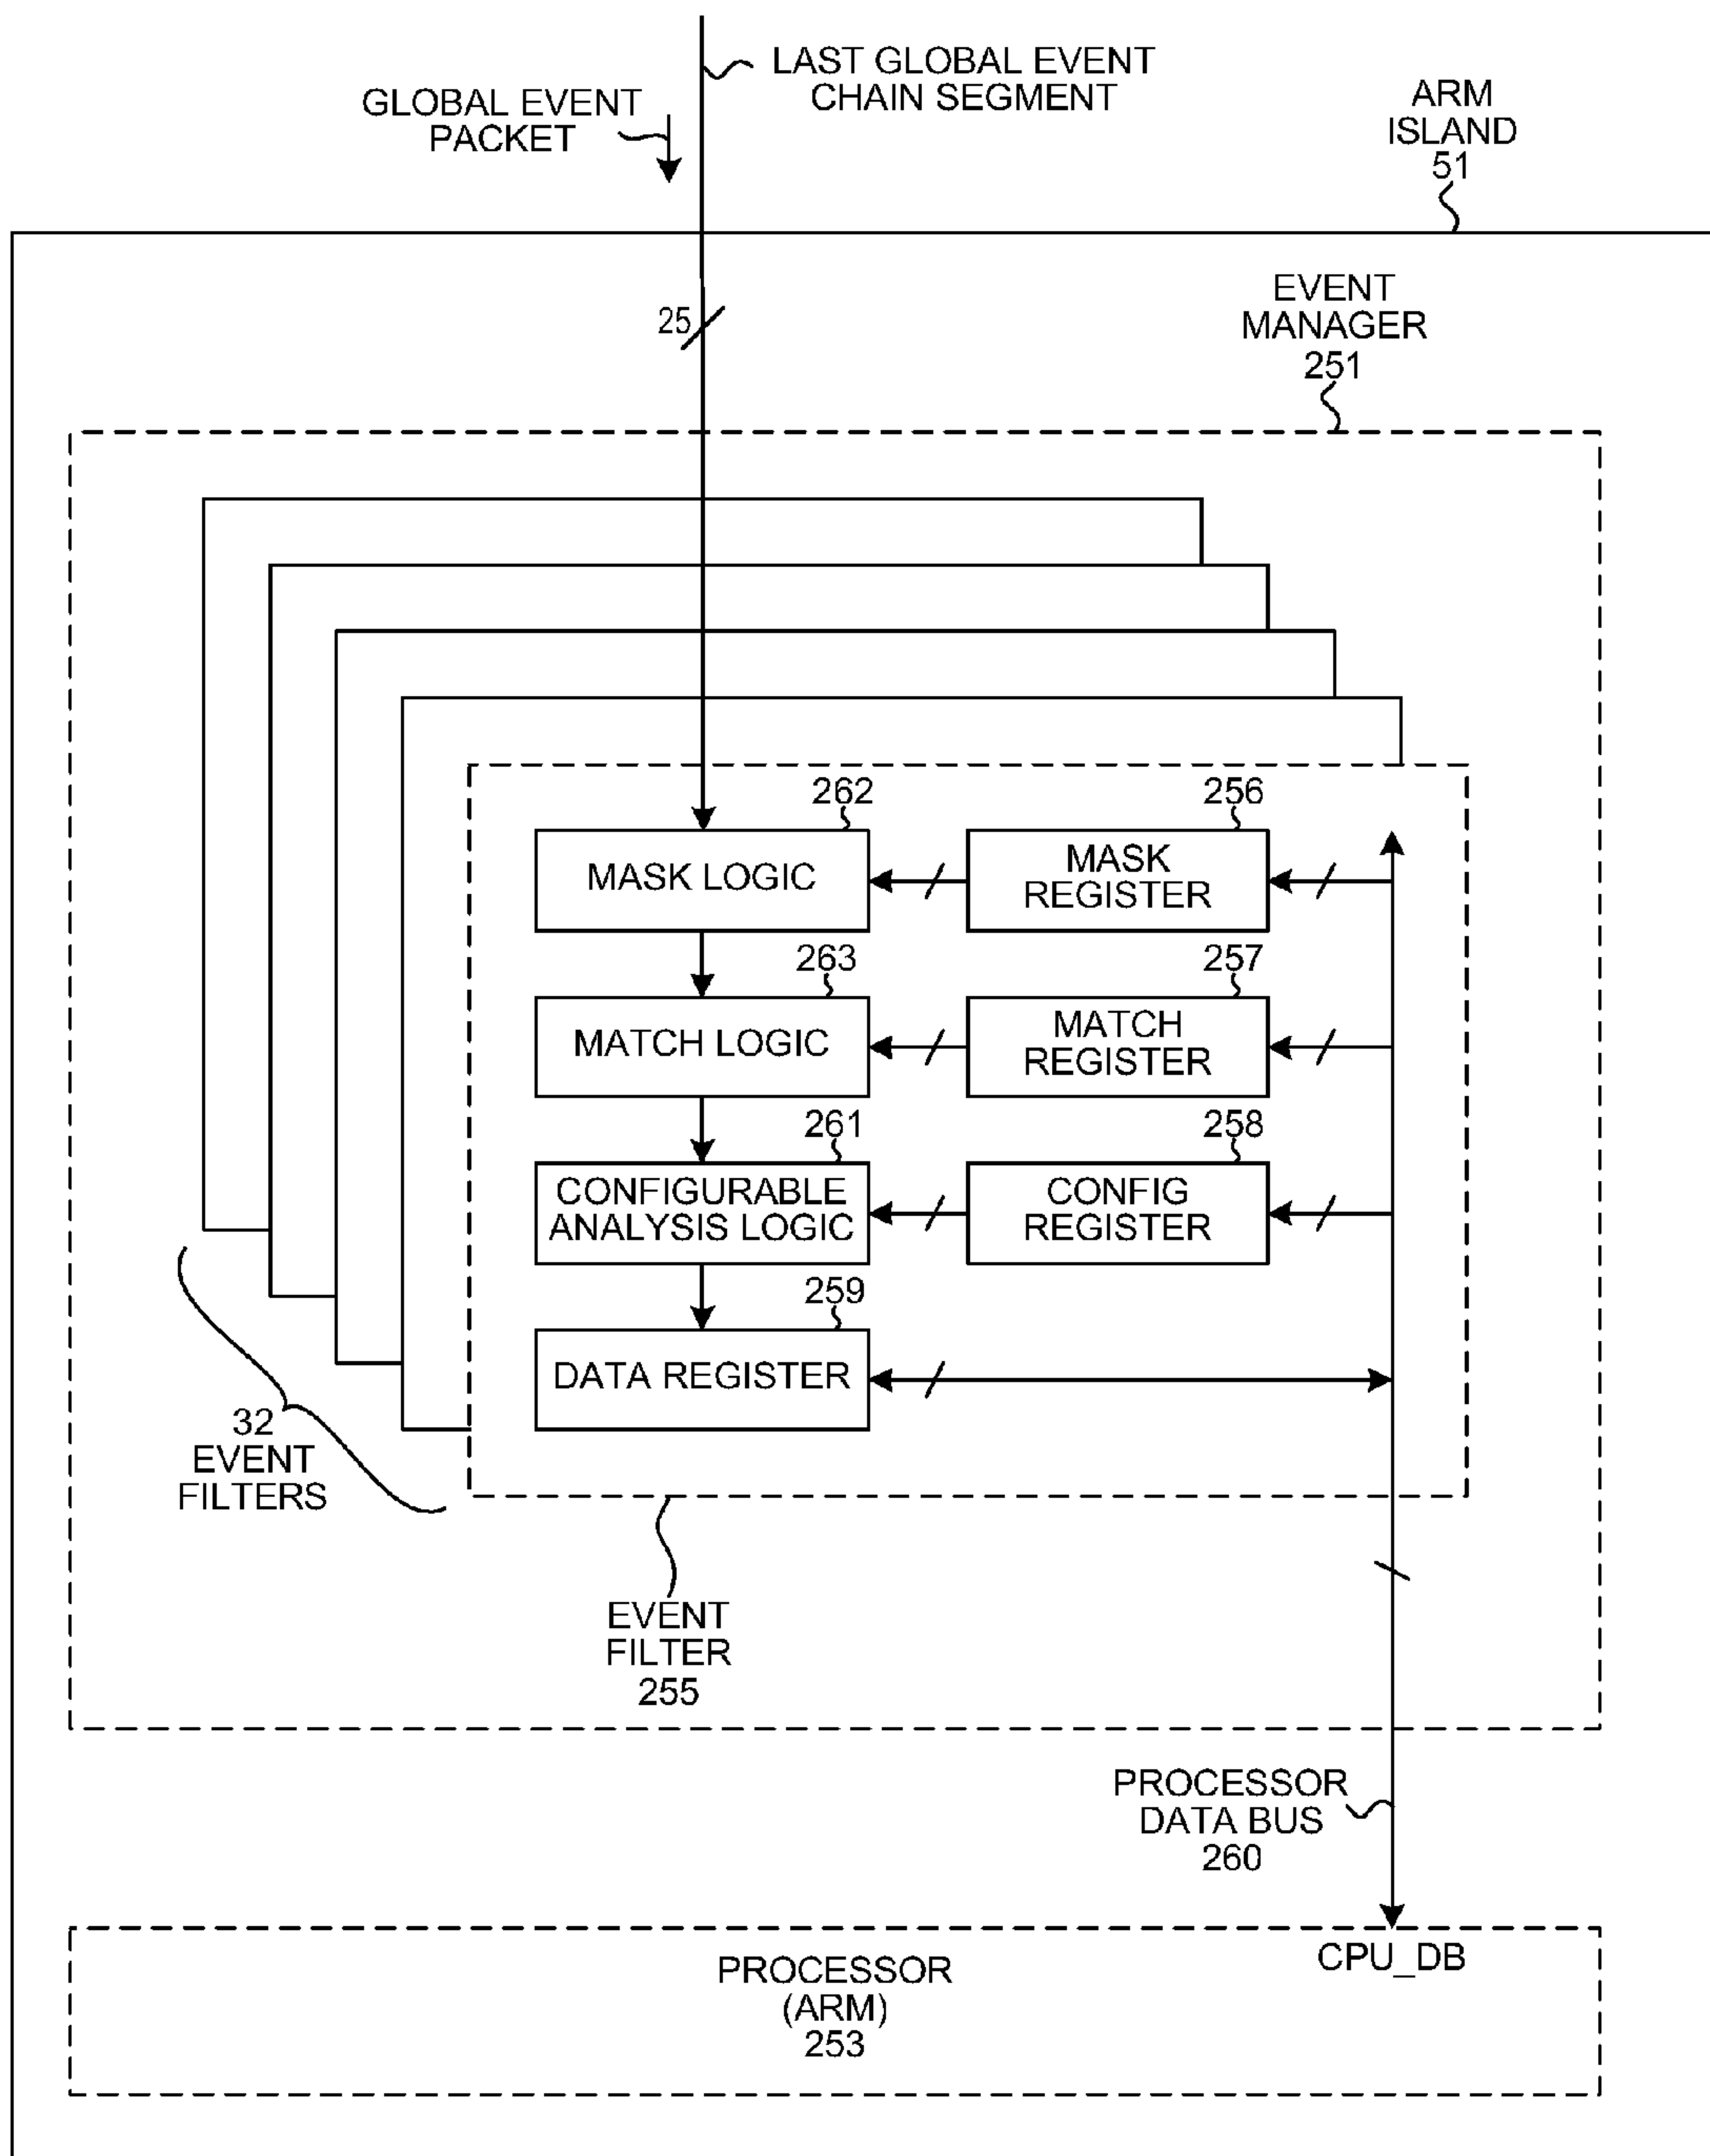 LAST GLOBAL EVENT
CHAIN SEGMENT
GLOBAL EVENT
PACKET
ARM
ISLAND
51
25
EVENT
MANAGER
251
262
256
MASK LOGIC
MASK
REGISTER
263
257
MATCH LOGIC
MATCH
REGISTER
261
258
CONFIGURABLE
ANALYSIS LOGIC
CONFIG
REGISTER
259
DATA REGISTER
32
EVENT
FILTERS
EVENT
FILTER
255
PROCESSOR
DATA BUS
260
CPU_DB
PROCESSOR
(ARM)
253